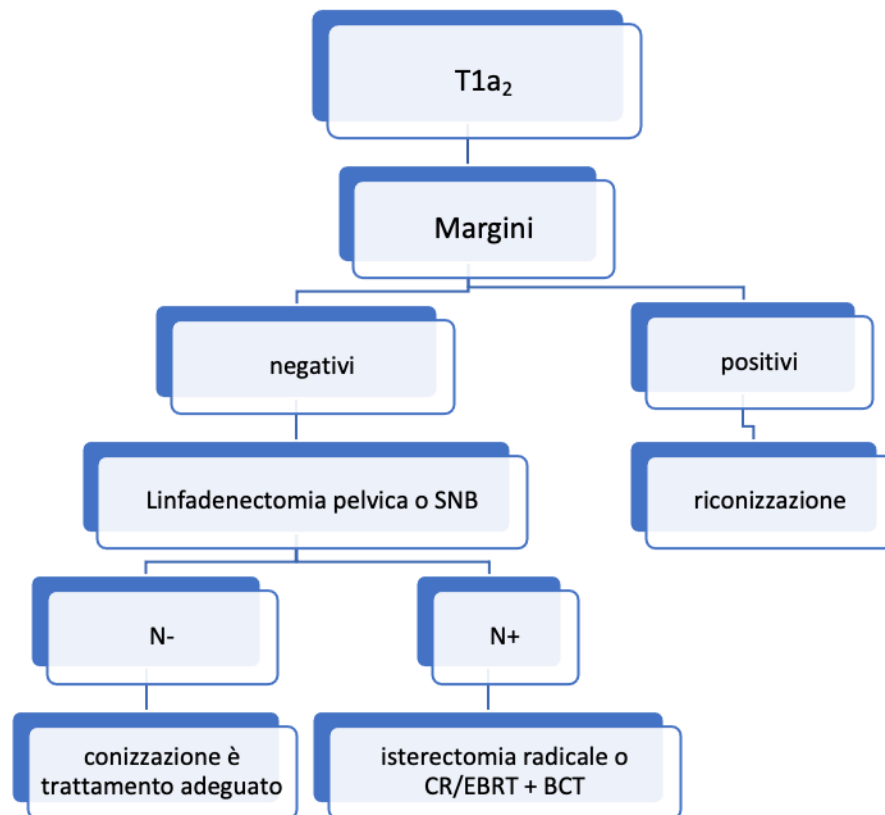 T1a₂
Margini
negativi
positivi
Linfadenectomia pelvica o SNB
riconizzazione
N-
N+
conizzazione è
trattamento adeguato
isterectomia radicale o
CR/EBRT + BCT